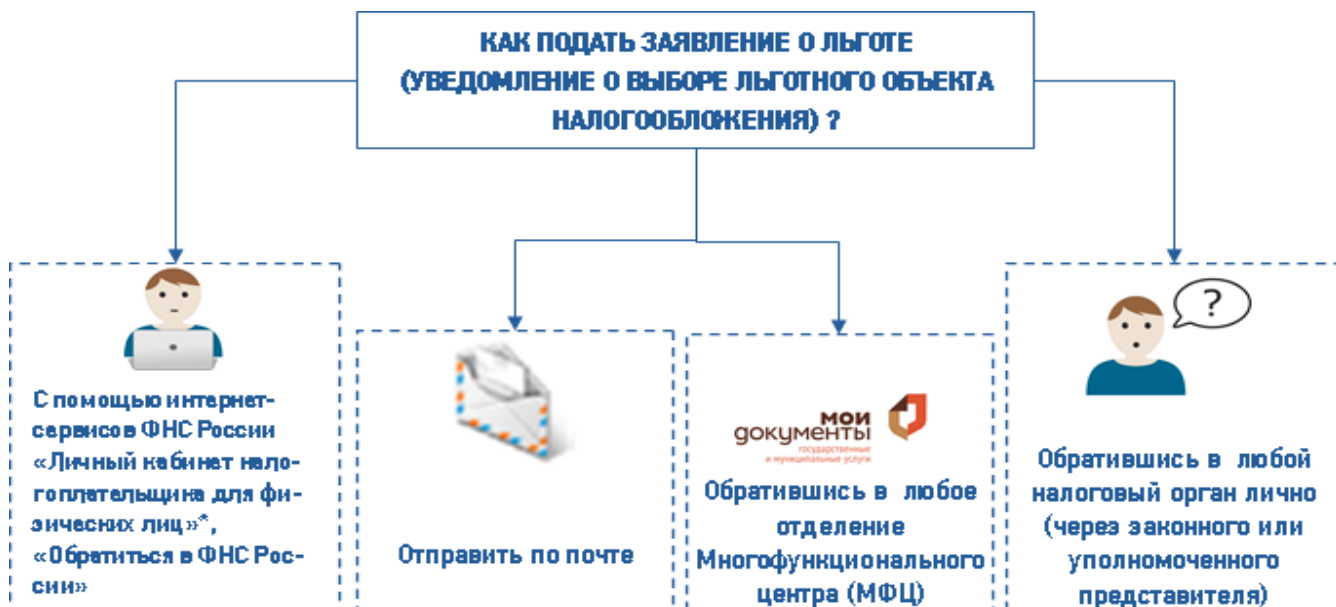 КАК ПОДАТЬ ЗАЯВЛЕНИЕ О ЛЬГОТЕ
(УВЕДОМЛЕНИЕ О ВЫБОРЕ ЛЬГОТНОГО ОБЪЕКТА
НАЛОГООБЛОЖЕНИЯ) ?
С помощью интернет-
сервисов ФНС России
«Личный кабинет нало-
гоплательщика для фи-
зических лиц»*,
«Обратиться в ФНС Рос-
сии»
Отправить по почте
мои
документы
государственные
и муниципальные услуги
Обратившись в любое
отделение
Многофункционального
центра (МФЦ)
?
Обратившись в любой
налоговый орган лично
(через законного или
уполномоченного
представителя)